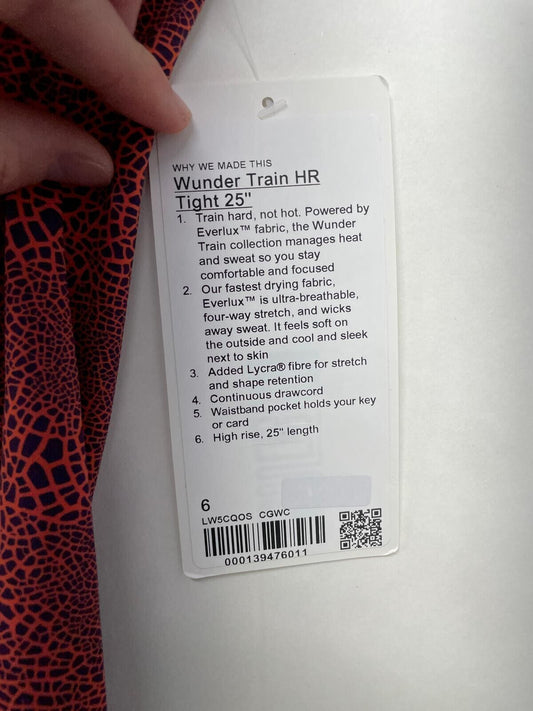 WHY WE MADE THIS
Wunder Train HR
Tight 25"
1. Train hard, not hot. Powered by
Everlux™ fabric, the Wunder
Train collection manages heat
and sweat so you stay
comfortable and focused
2. Our fastest drying fabric,
Everlux™ is ultra-breathable,
four-way stretch, and wicks
away sweat. It feels soft on
the outside and cool and sleek
next to skin
3. Added Lycra® fibre for stretch
and shape retention
4. Continuous drawcord
5. Waistband pocket holds your key
or card
6. High rise, 25" length
6
LW5CQOS CGWC
000139476011